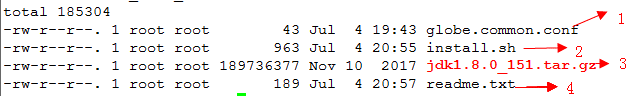 total 185304
-rw-r--r--. 1 root root        43 Jul  4 19:43 globe.common.conf 1
-rw-r--r--. 1 root root       963 Jul  4 20:55 install.sh 2
-rw-r--r--. 1 root root 189736377 Nov 10  2017 jdk1.8.0_151.tar.gz 3
-rw-r--r--. 1 root root       189 Jul  4 20:57 readme.txt 4